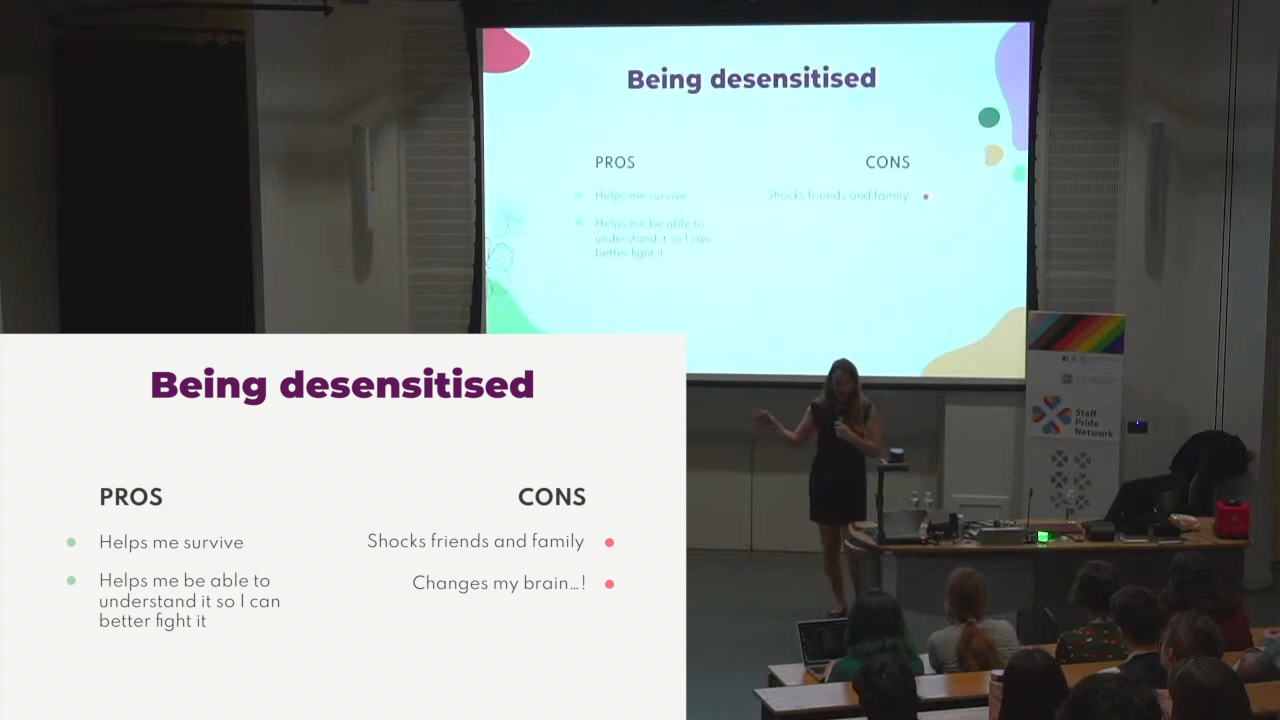 Being desensitised
PROS
CONS
Helps me survive
Shocks friends and family
Helps me be able to
understand it so I can
better fight it
Staff
Pride
Network
Being desensitised
PROS
CONS
Helps me survive
Shocks friends and family
Helps me be able to
Changes my brain...!
understand it so I can
better fight it